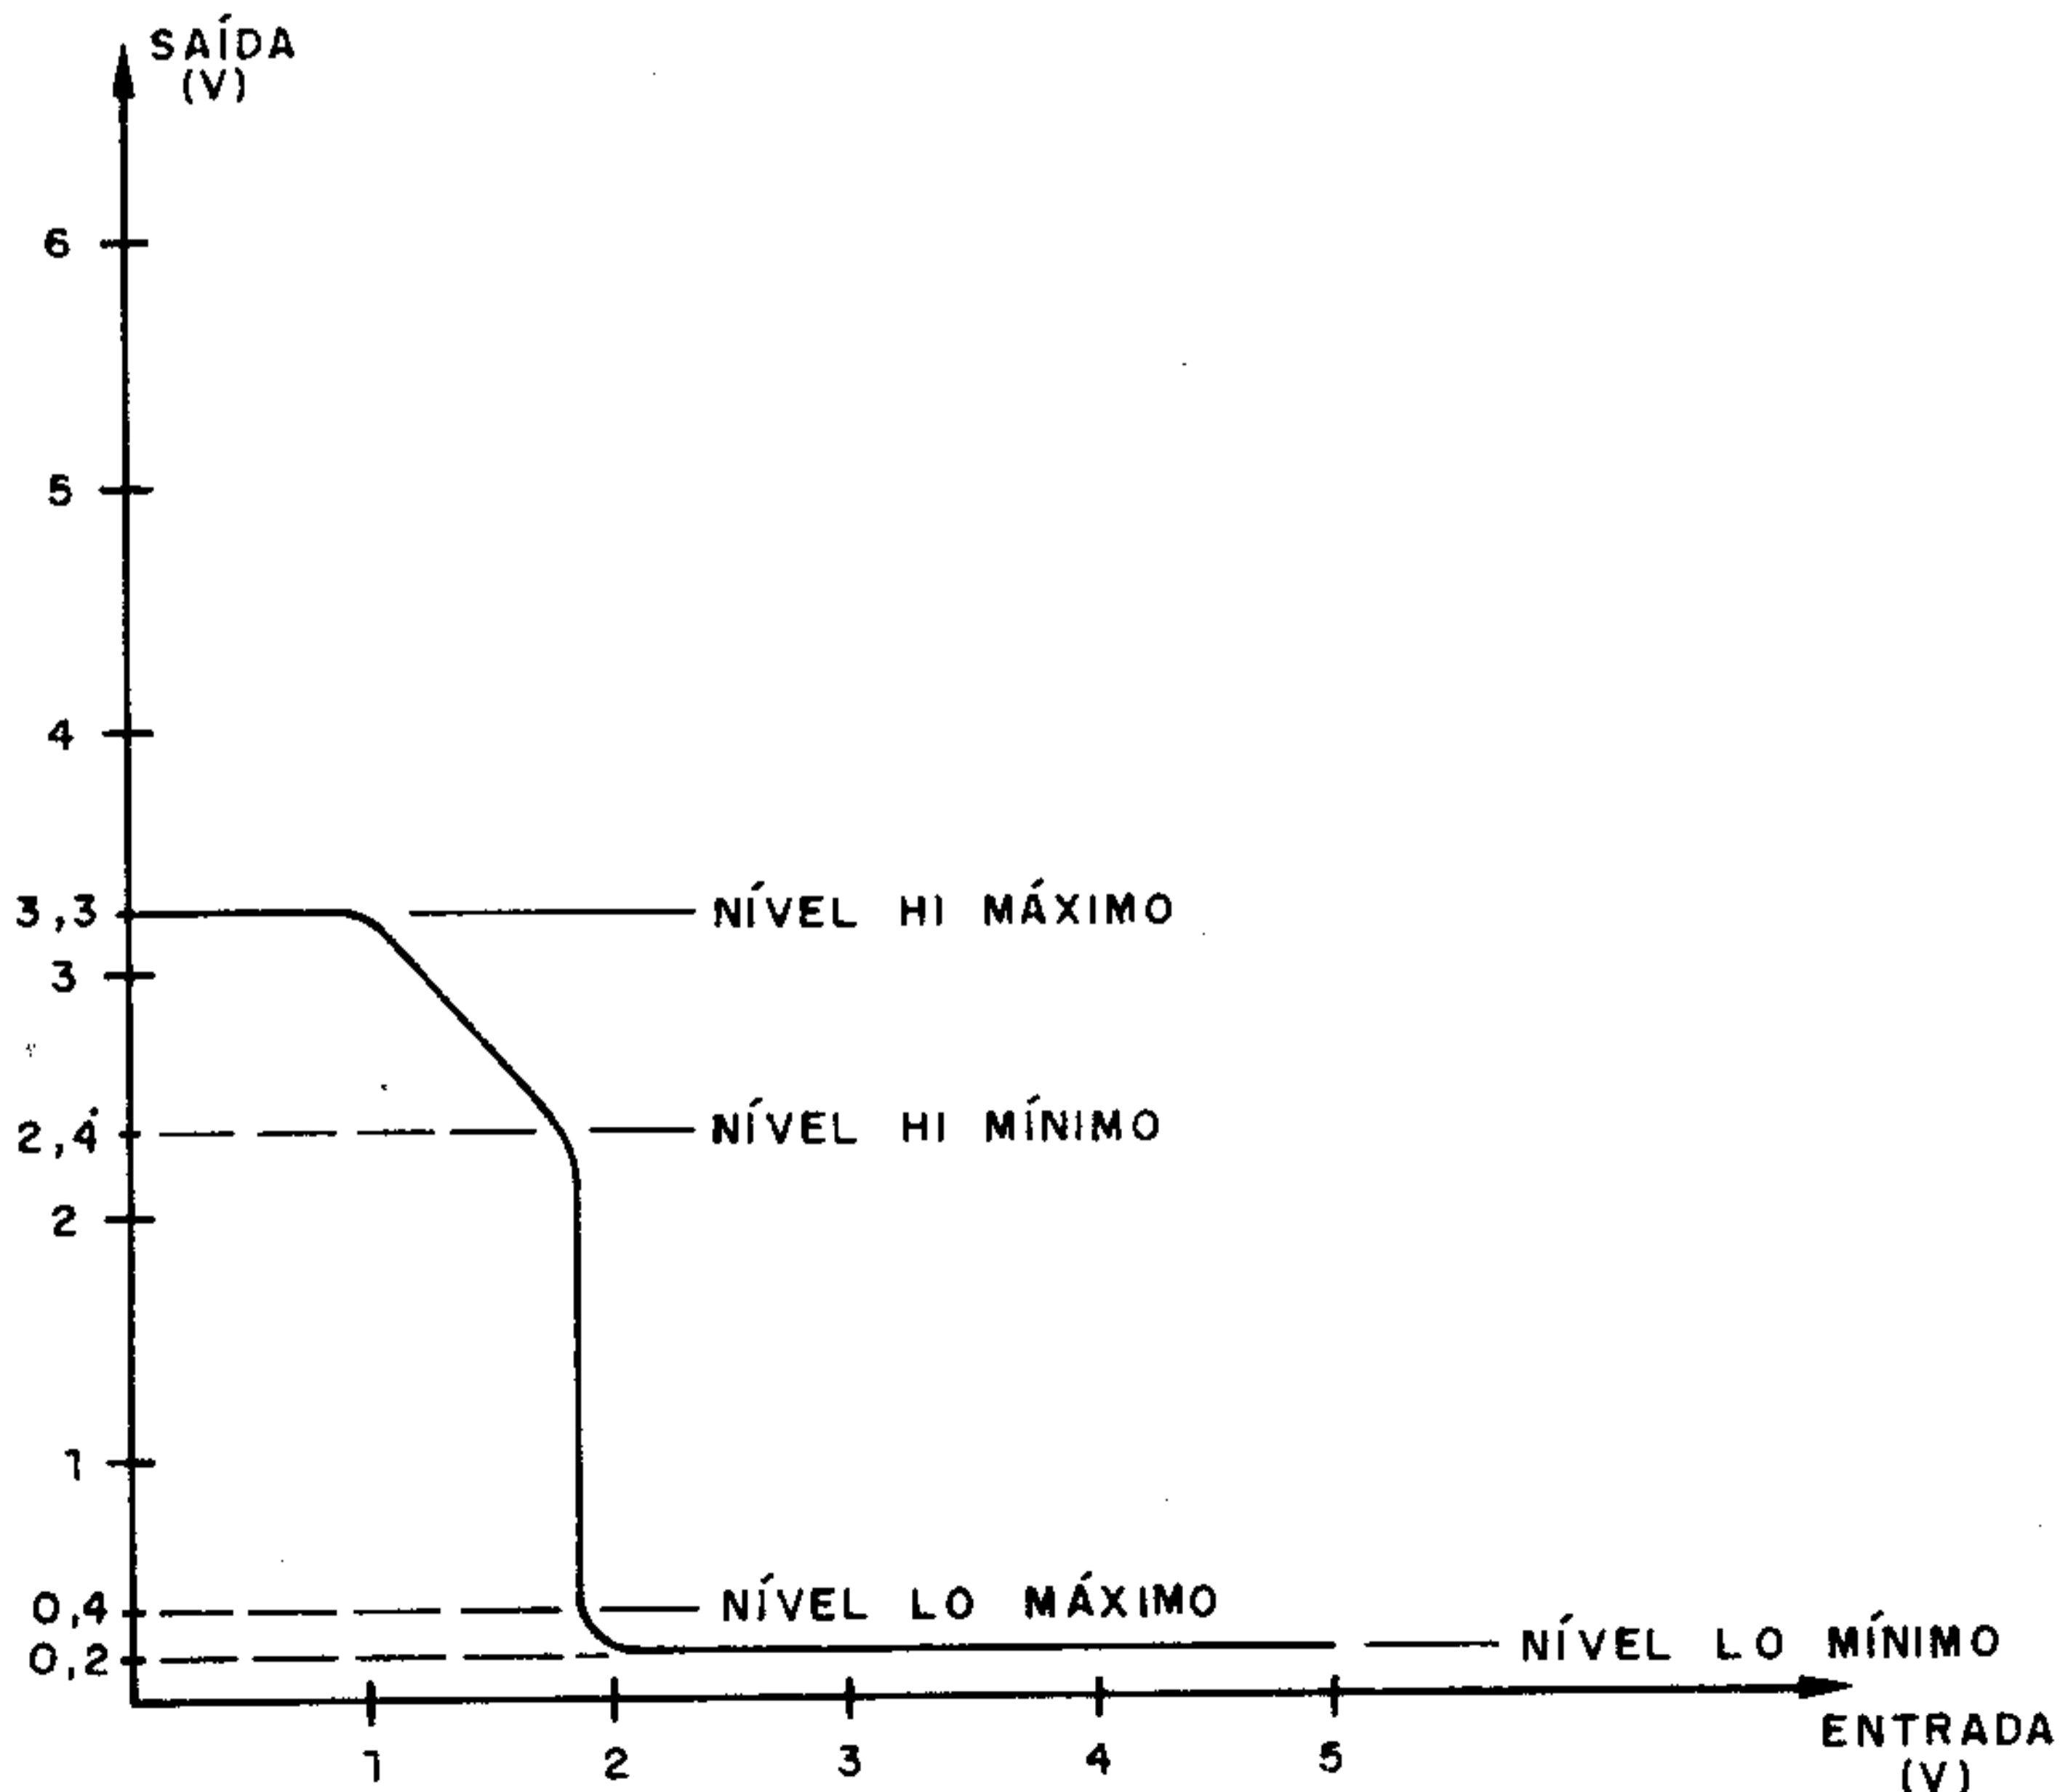 SAÍDA
(V)
6
5
4
3,3
NÍVEL HI MÁXIMO
3
2,4
NÍVEL HI MÍNIMO
2
1
0,4
NÍVEL LO MÁXIMO
0,2
NÍVEL LO MÍNIMO
1 2 3 4 5
ENTRADA
(V)